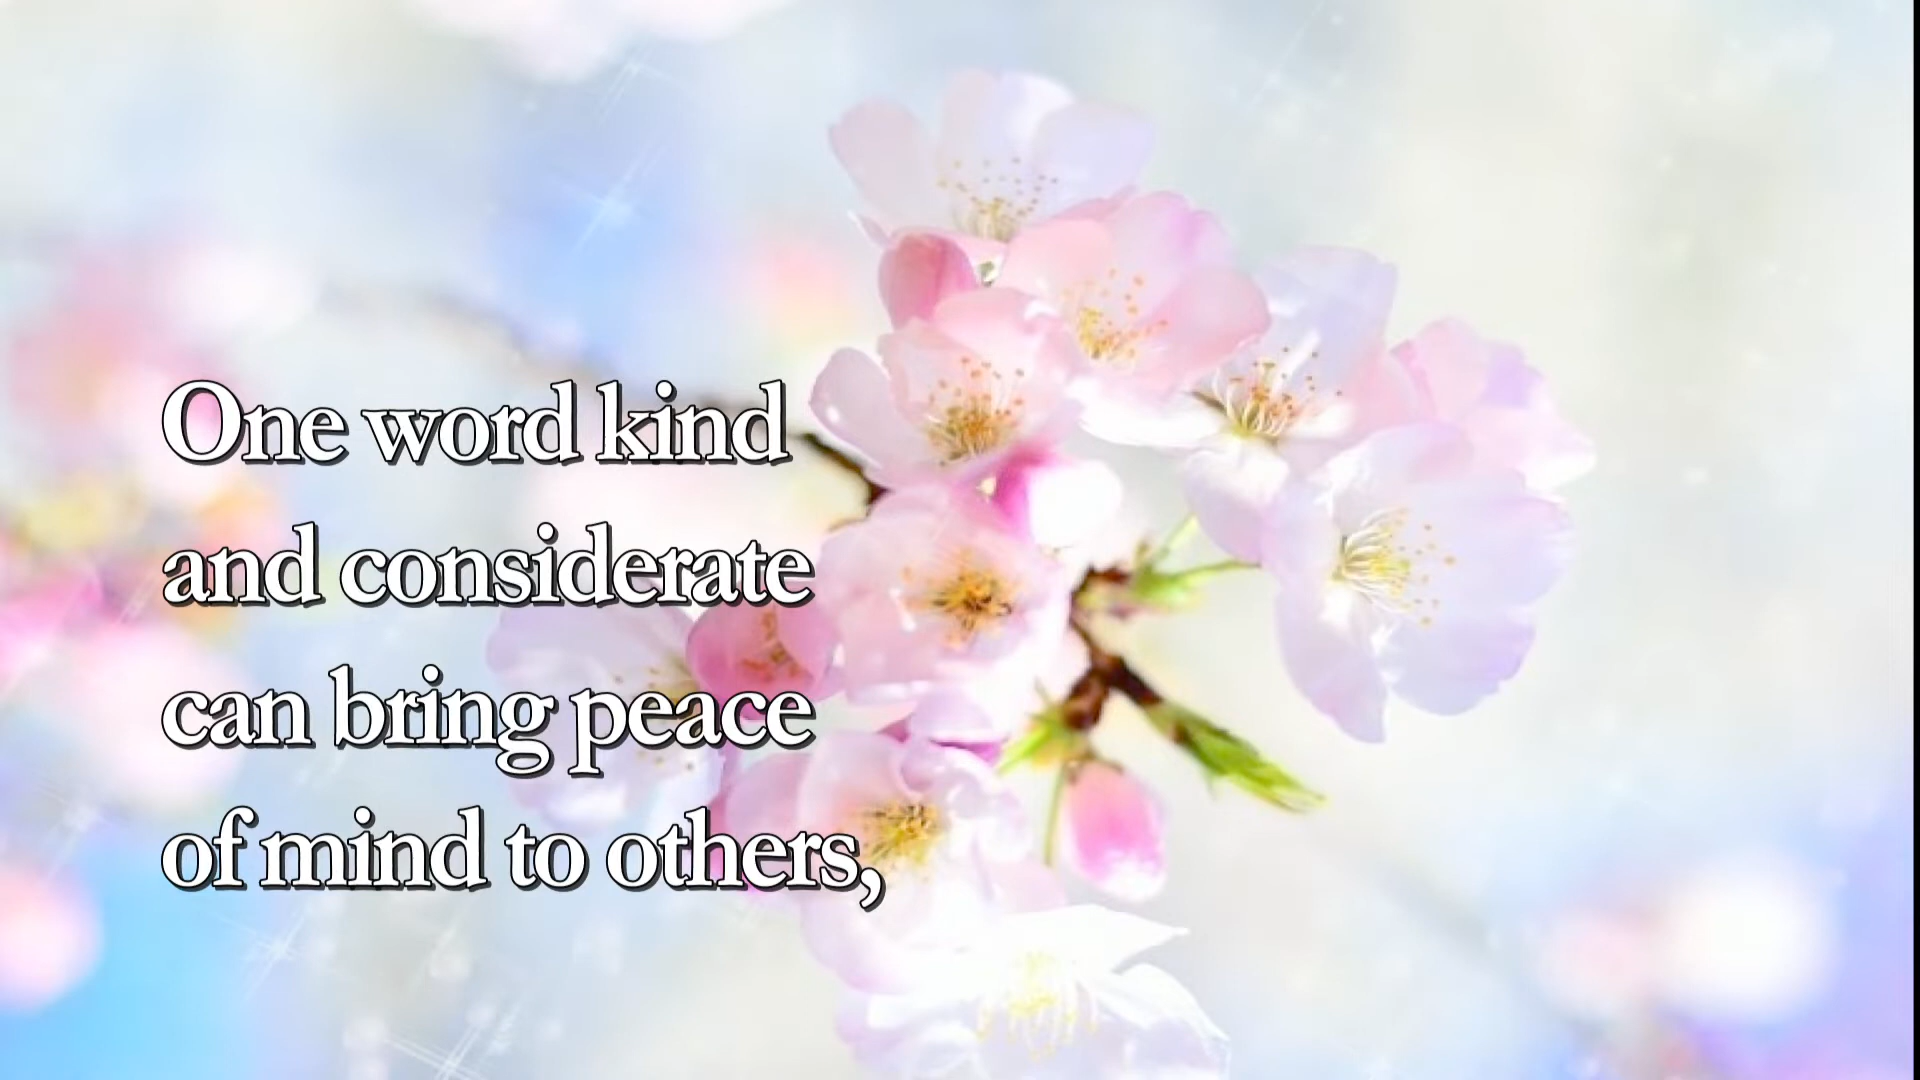 One word kind
and considerate
can bring peace
of mind to others,